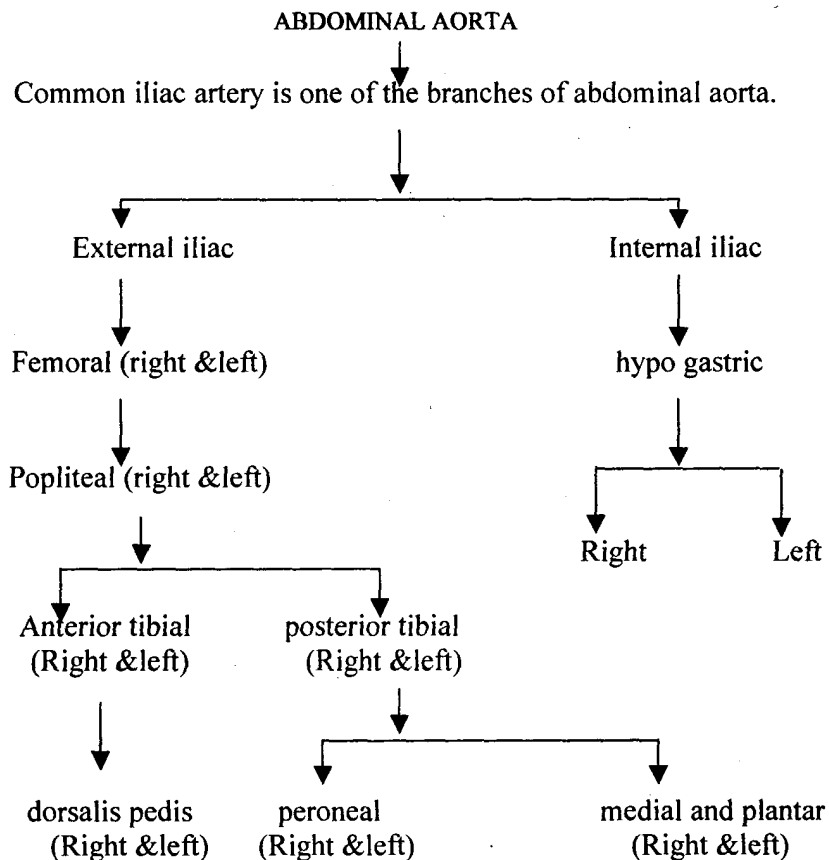 ABDOMINAL AORTA
Common iliac artery is one of the branches of abdominal aorta.
External iliac
Internal iliac
Femoral (right &left)
hypo gastric
Popliteal (right &left)
Right
Left
Anterior tibial
(Right &left)
posterior tibial
(Right &left)
dorsalis pedis
(Right &left)
peroneal
(Right &left)
medial and plantar
(Right &left)